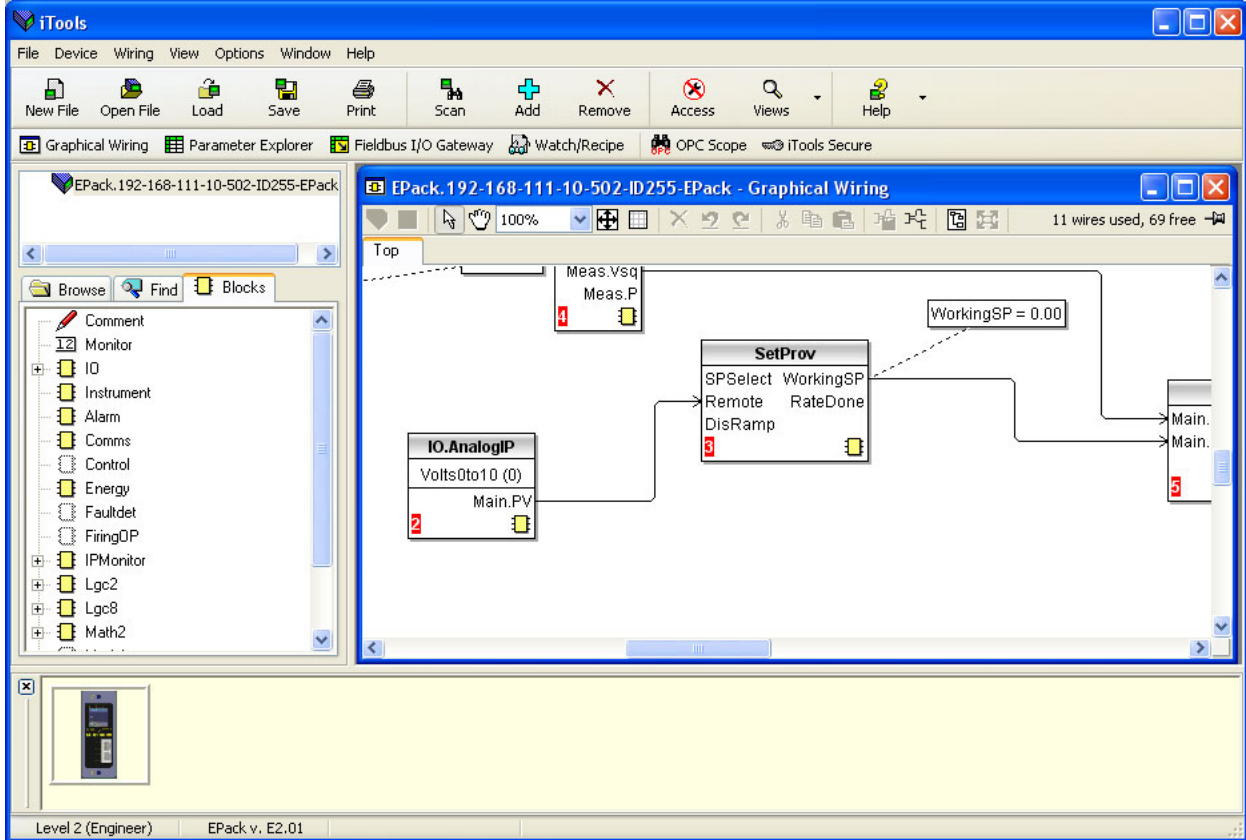 iTools
File Device Wiring View Options Window Help
New File Open File Load Save Print Scan Add Remove Access Views Help
Graphical Wiring Parameter Explorer Fieldbus I/O Gateway Watch/Recipe OPC Scope iTools Secure
EPack.192-168-111-10-502-ID255-EPack
Browse Find Blocks
Comment
12 Monitor
IO
Instrument
Alarm
Comms
Control
Energy
Faultdet
FiringOP
IPMonitor
Lgc2
Lgc8
Math2
EPack.192-168-111-10-502-ID255-EPack - Graphical Wiring
100% 11 wires used, 69 free
Top
Meas.Vsq
Meas.P
4
WorkingSP = 0.00
SetProv
SPSelect WorkingSP
Remote RateDone
DisRamp
3
IO.AnalogIP
Volts0to10 (0)
Main.PV
2
Main.
Main.
5
Level 2 (Engineer) EPack v. E2.01